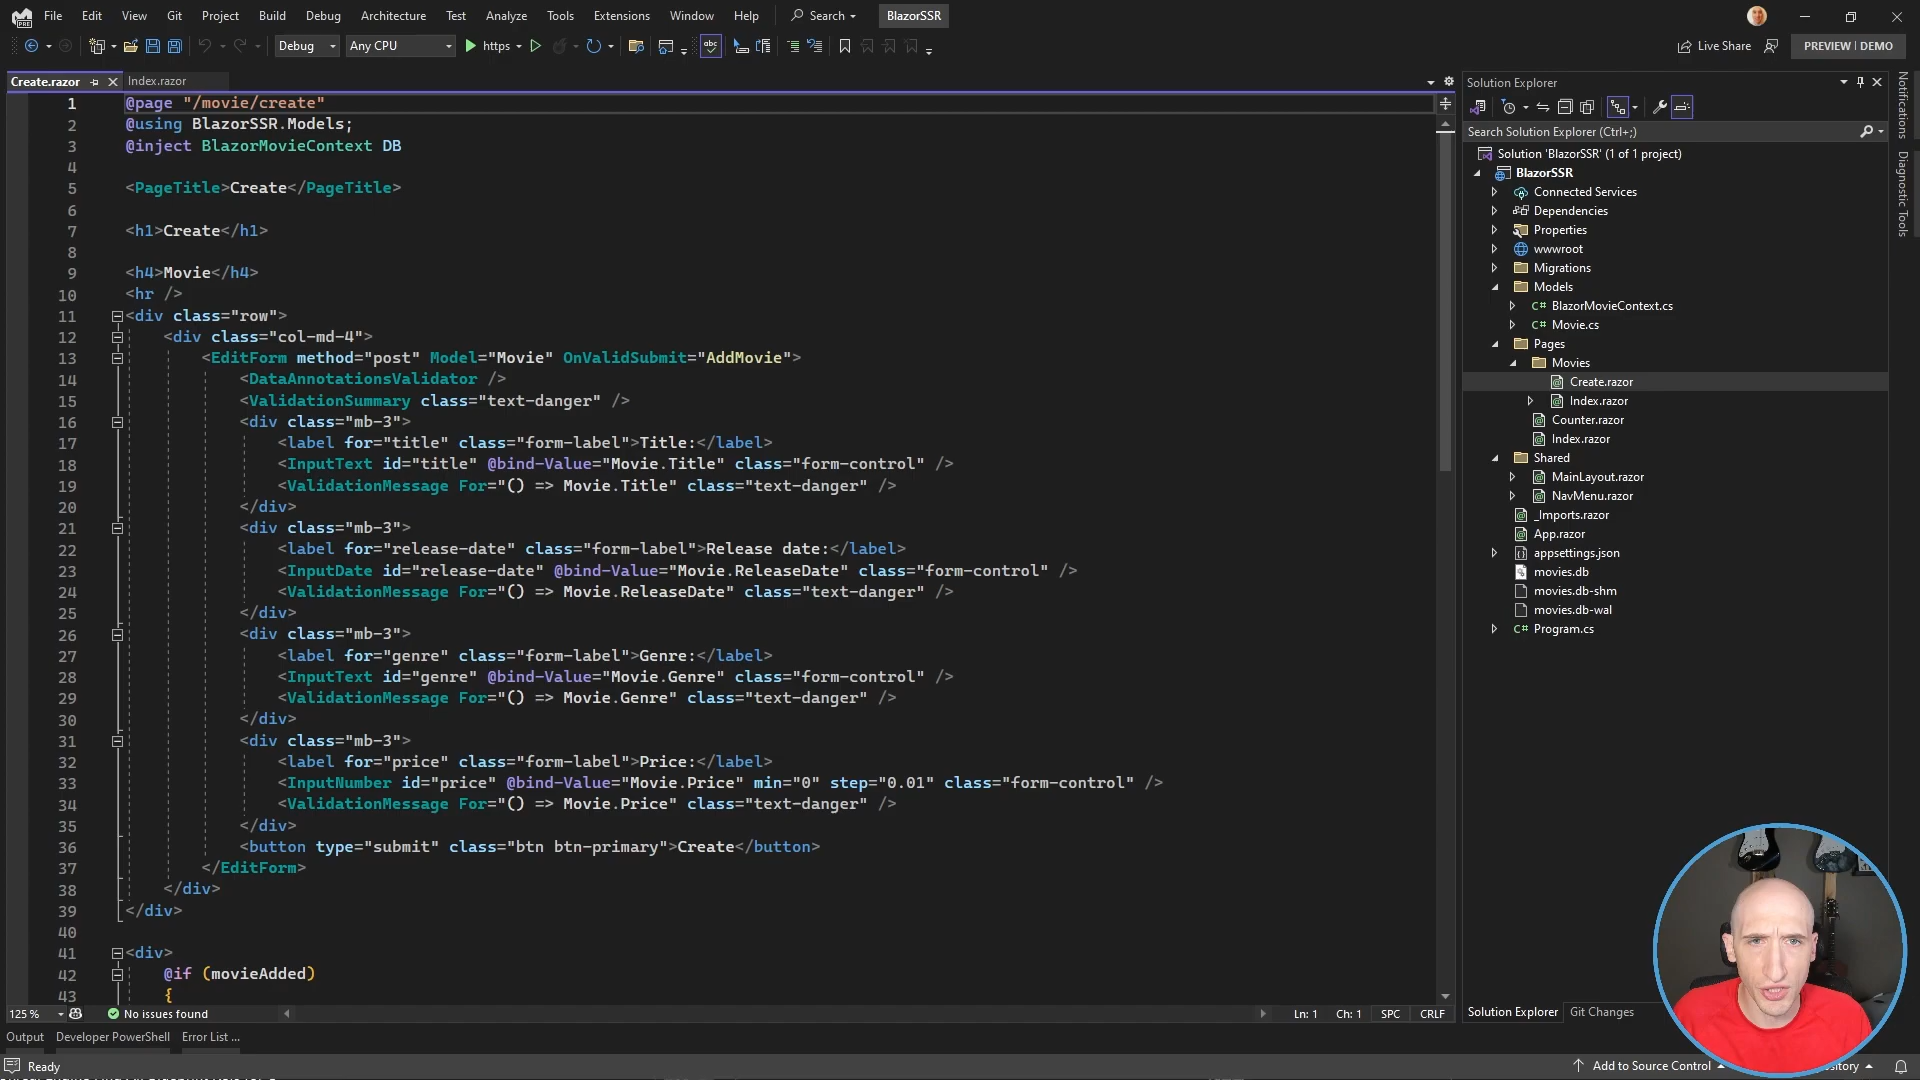 File Edit View Git Project Build Debug Architecture Test Analyze Tools Extensions Window Help Search BlazorSSR
Debug Any CPU https Live Share PREVIEW | DEMO
Create.razor Index.razor
1 @page "/movie/create"
2 @using BlazorSSR.Models;
3 @inject BlazorMovieContext DB
4
5 <PageTitle>Create</PageTitle>
6
7 <h1>Create</h1>
8
9 <h4>Movie</h4>
10 <hr />
11 <div class="row">
12 <div class="col-md-4">
13 <EditForm method="post" Model="Movie" OnValidSubmit="AddMovie">
14 <DataAnnotationsValidator />
15 <ValidationSummary class="text-danger" />
16 <div class="mb-3">
17 <label for="title" class="form-label">Title:</label>
18 <InputText id="title" @bind-Value="Movie.Title" class="form-control" />
19 <ValidationMessage For="() => Movie.Title" class="text-danger" />
20 </div>
21 <div class="mb-3">
22 <label for="release-date" class="form-label">Release date:</label>
23 <InputDate id="release-date" @bind-Value="Movie.ReleaseDate" class="form-control" />
24 <ValidationMessage For="() => Movie.ReleaseDate" class="text-danger" />
25 </div>
26 <div class="mb-3">
27 <label for="genre" class="form-label">Genre:</label>
28 <InputText id="genre" @bind-Value="Movie.Genre" class="form-control" />
29 <ValidationMessage For="() => Movie.Genre" class="text-danger" />
30 </div>
31 <div class="mb-3">
32 <label for="price" class="form-label">Price:</label>
33 <InputNumber id="price" @bind-Value="Movie.Price" min="0" step="0.01" class="form-control" />
34 <ValidationMessage For="() => Movie.Price" class="text-danger" />
35 </div>
36 <button type="submit" class="btn btn-primary">Create</button>
37 </EditForm>
38 </div>
39 </div>
40
41 <div>
42 @if (movieAdded)
43 {
125 % No issues found Ln: 1 Ch: 1 SPC CRLF
Output Developer PowerShell Error List ...
Ready
Solution Explorer
Search Solution Explorer (Ctrl+;)
Solution 'BlazorSSR' (1 of 1 project)
BlazorSSR
Connected Services
Dependencies
Properties
wwwroot
Migrations
Models
C# BlazorMovieContext.cs
C# Movie.cs
Pages
Movies
Create.razor
Index.razor
Counter.razor
Index.razor
Shared
MainLayout.razor
NavMenu.razor
_Imports.razor
App.razor
appsettings.json
movies.db
movies.db-shm
movies.db-wal
C# Program.cs
Solution Explorer Git Changes
Add to Source Control
Notifications
Diagnostic Tools